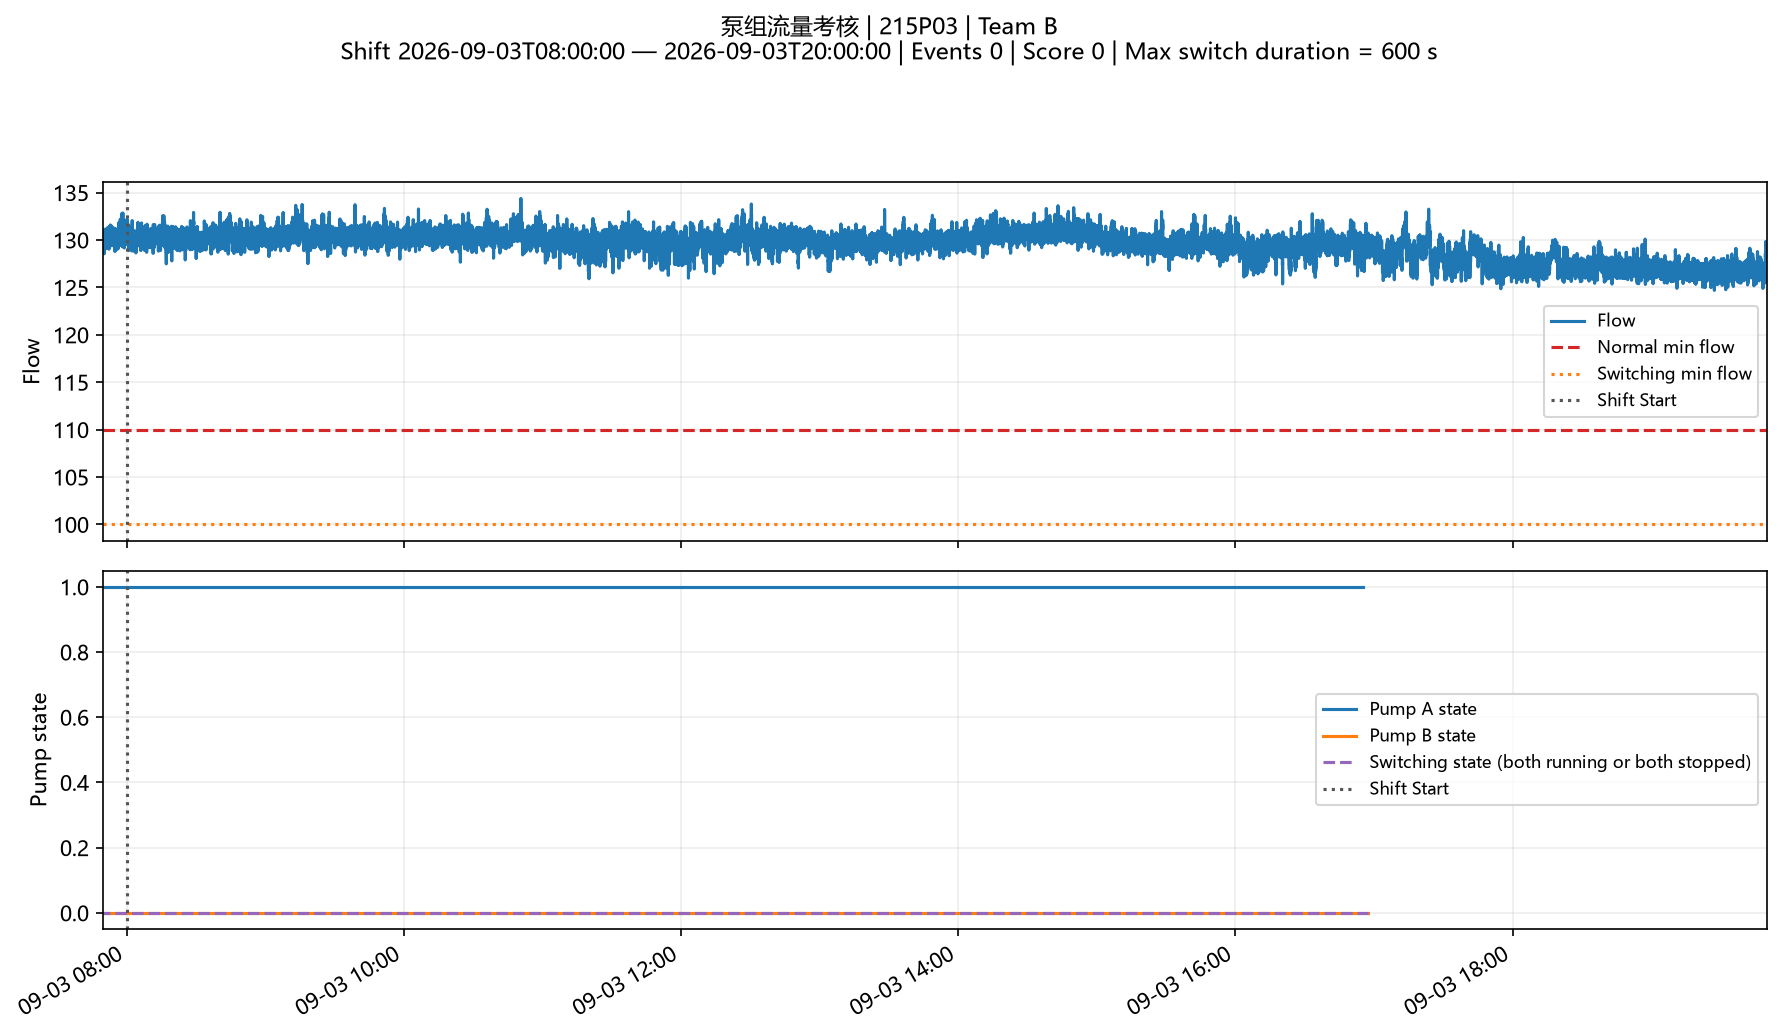 泵组流量考核 | 215P03 | Team B
Shift 2026-09-03T08:00:00 — 2026-09-03T20:00:00 | Events 0 | Score 0 | Max switch duration = 600 s
135
130
125
120
115
110
105
100
Flow
Flow
Normal min flow
Switching min flow
Shift Start
1.0
0.8
0.6
0.4
0.2
0.0
Pump state
Pump A state
Pump B state
Switching state (both running or both stopped)
Shift Start
09-03 08:00
09-03 10:00
09-03 12:00
09-03 14:00
09-03 16:00
09-03 18:00